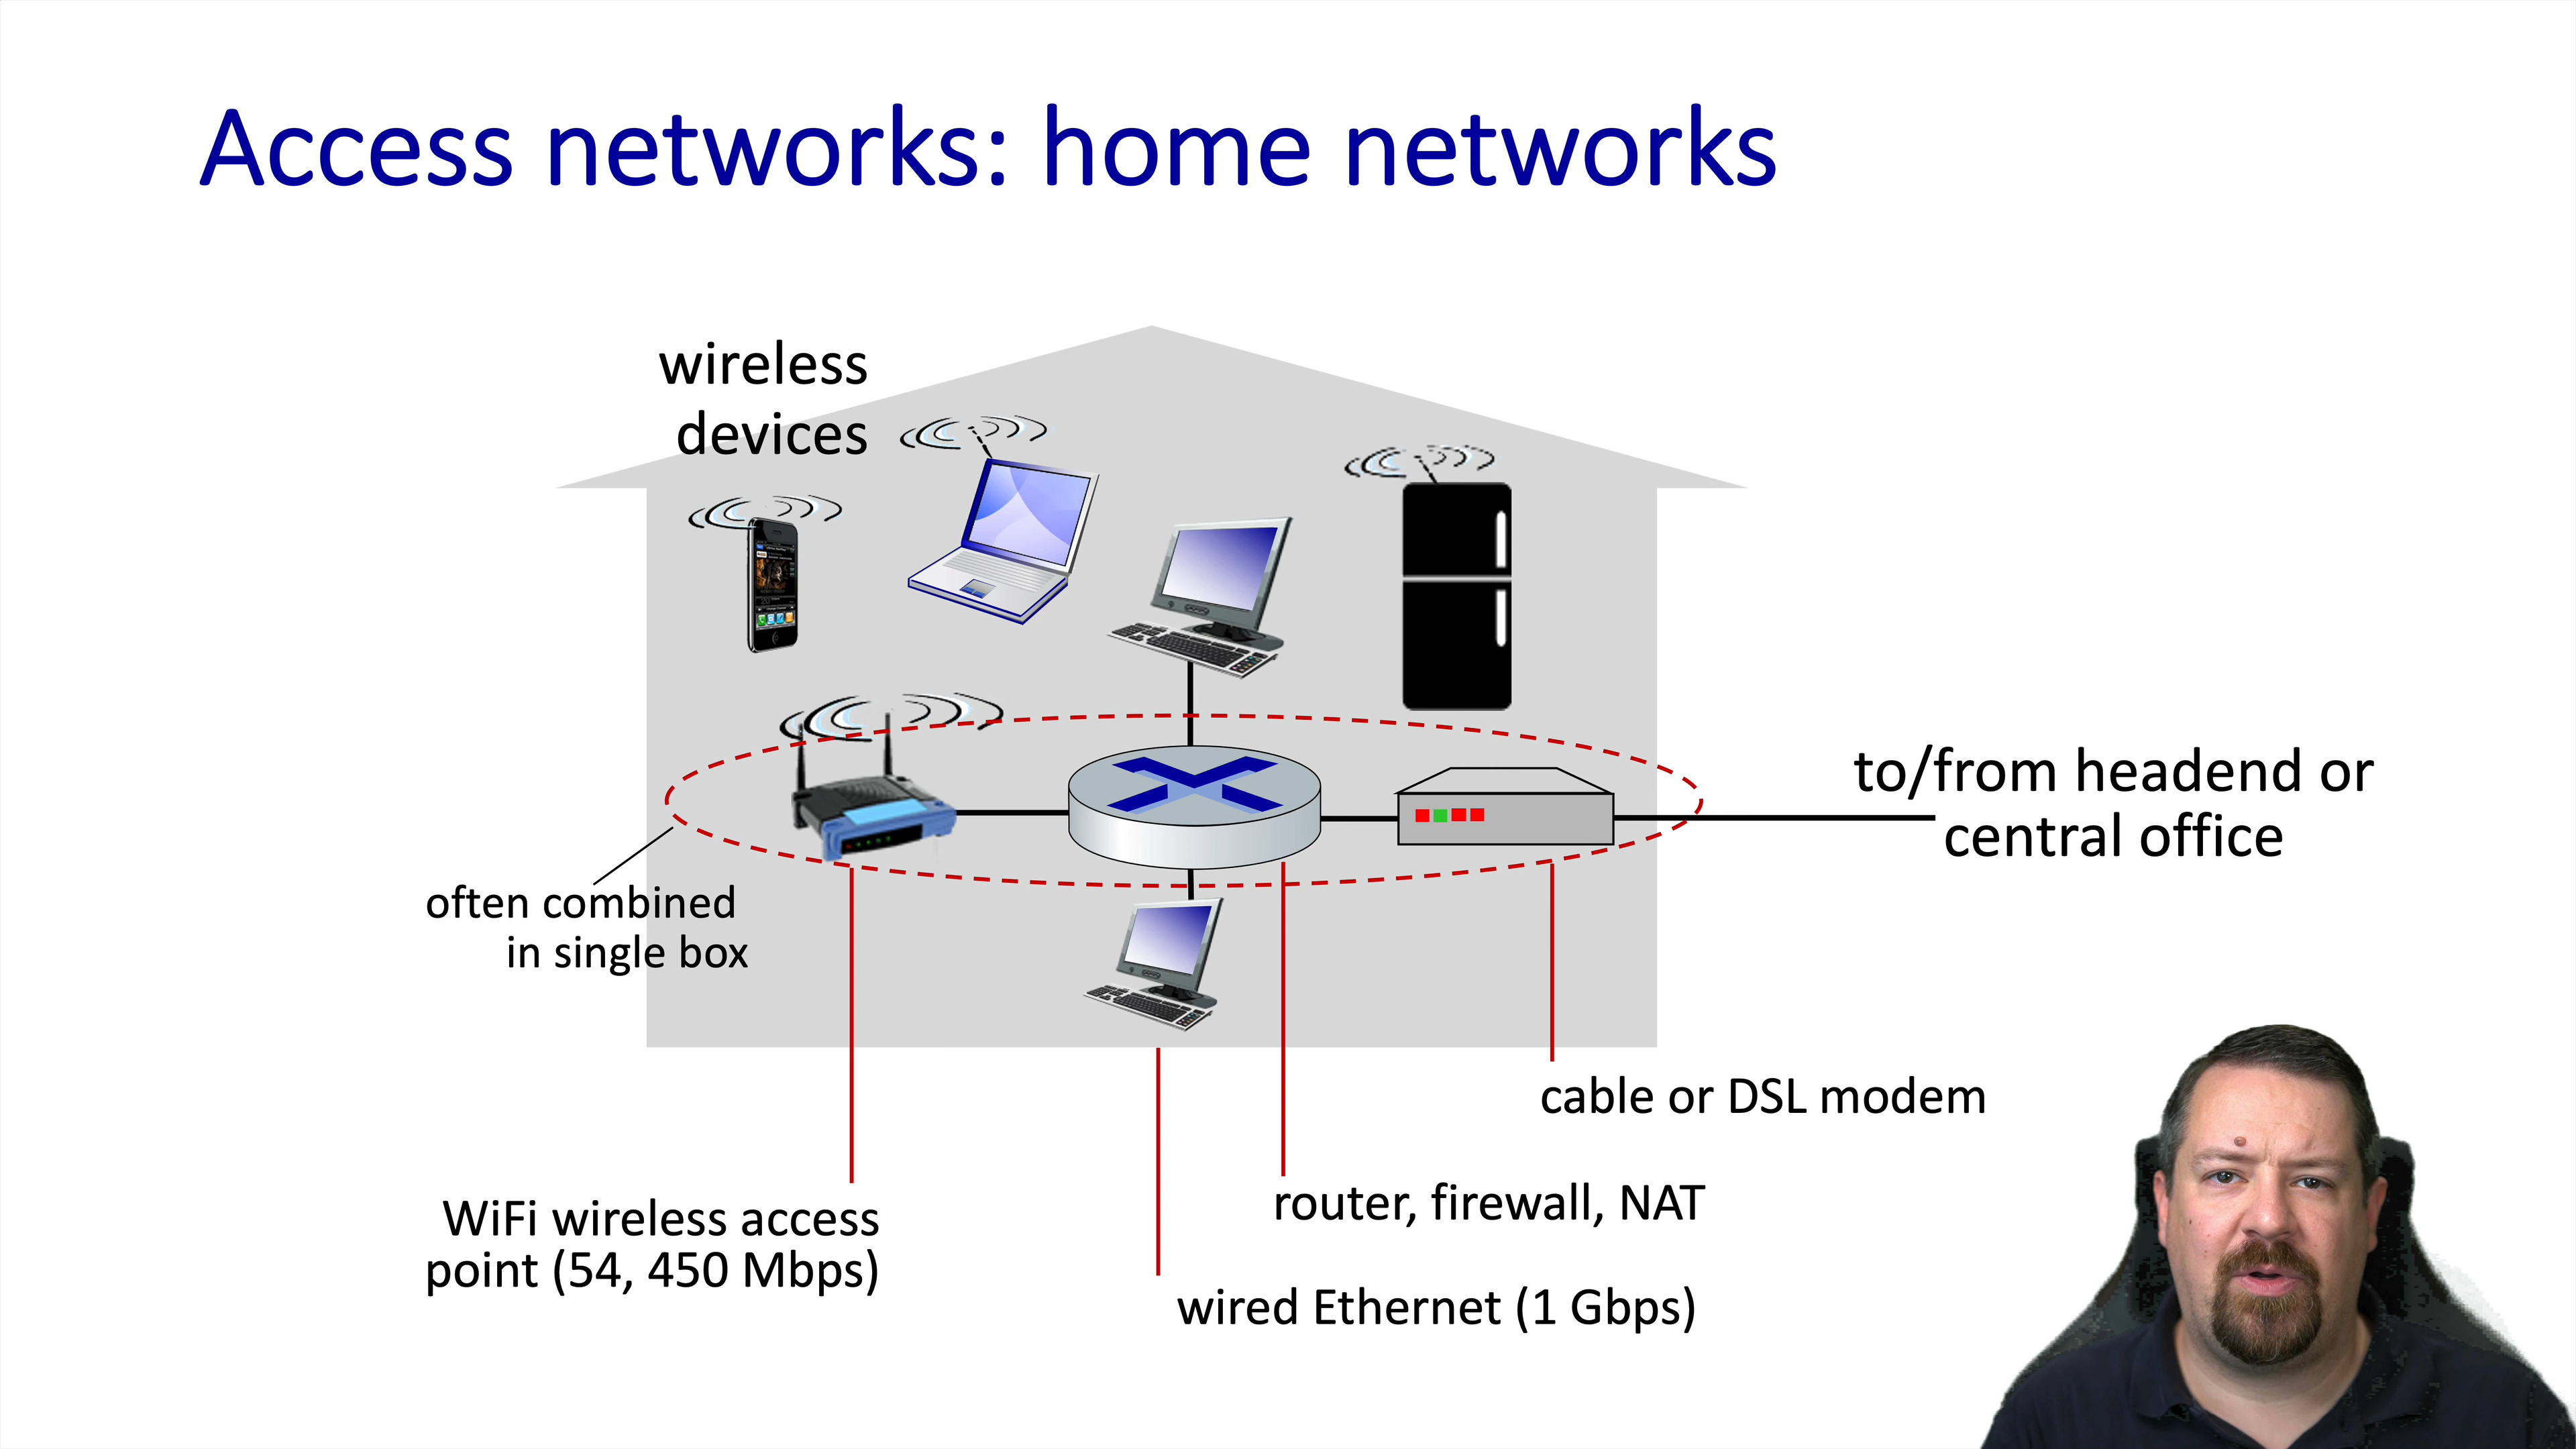 Access networks: home networks
wireless
devices
to/from headend or
central office
often combined
in single box
cable or DSL modem
router, firewall, NAT
WiFi wireless access
point (54, 450 Mbps)
wired Ethernet (1 Gbps)